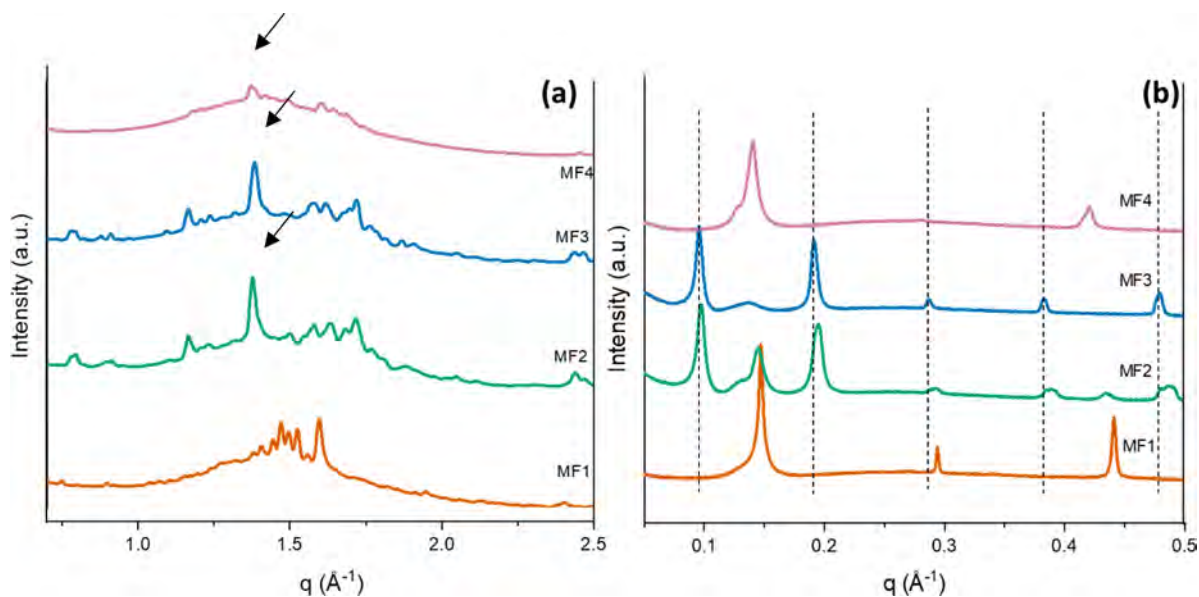 (a)
MF4
MF3
MF2
MF1
Intensity (a.u.)
1.0 1.5 2.0 2.5
q (Å⁻¹)
(b)
MF4
MF3
MF2
MF1
Intensity (a.u.)
0.1 0.2 0.3 0.4 0.5
q (Å⁻¹)